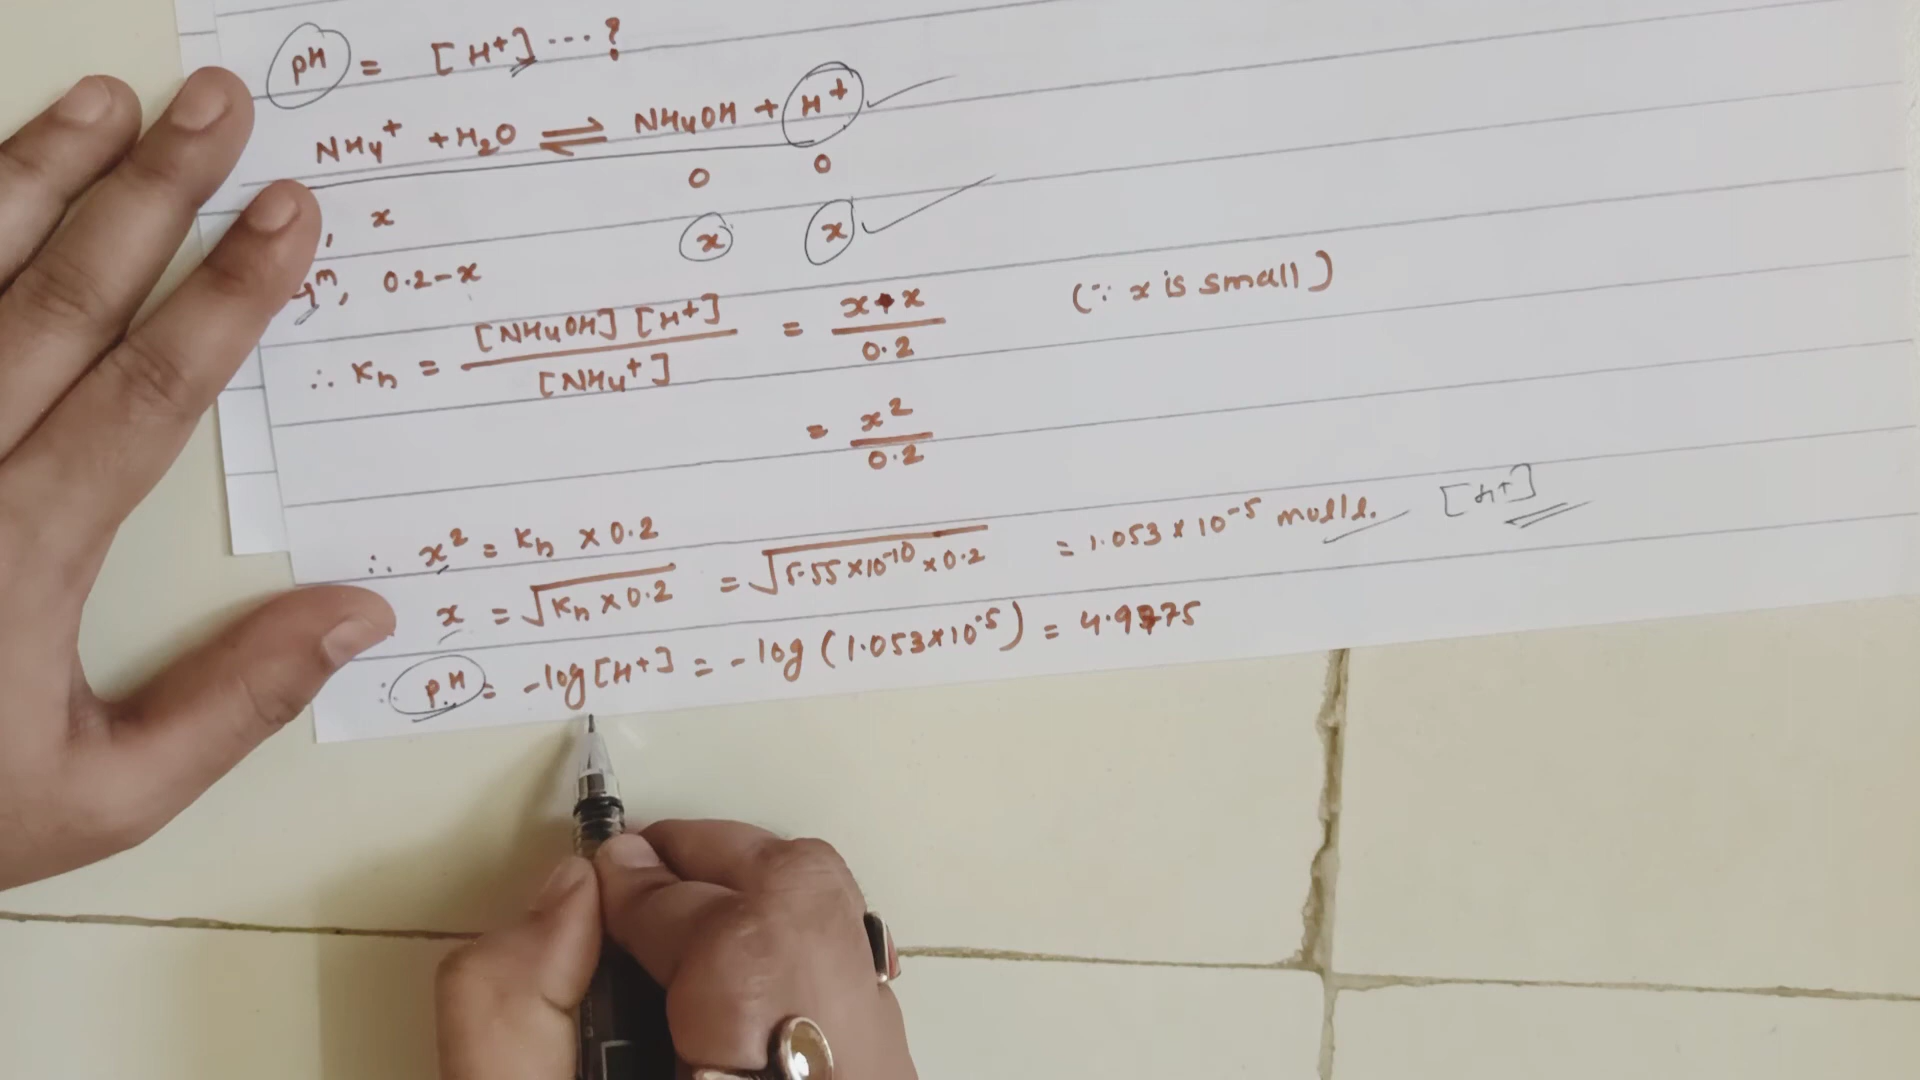 pH = [H+] ...?
NH4+ + H2O ⇌ NH4OH + H+
, x 0 0
m, 0.2-x x x
∴ Kh = [NH4OH] [H+] / [NH4+] = x·x / 0.2 (∵ x is small)
= x² / 0.2
∴ x² = Kh × 0.2
x = √Kh × 0.2 = √5.55×10⁻¹⁰ × 0.2 = 1.053 × 10⁻⁵ mol/l. [H+]
∴ pH = -log [H+] = -log (1.053×10⁻⁵) = 4.9775